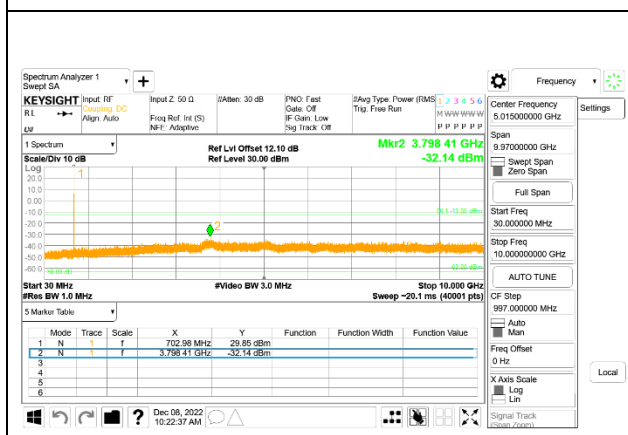 Spectrum Analyzer 1
Swept SA
+
Frequency
KEYSIGHT
RL
Input: RF
Coupling: DC
Align: Auto
Input Z: 50 Ω
Freq Ref: Int (S)
NFE: Adaptive
#Atten: 30 dB
PNO: Fast
Gate: Off
IF Gain: Low
Sig Track: Off
#Avg Type: Power (RMS)
Trig: Free Run
1 2 3 4 5 6
M W W W W W
P P P P P P
Center Frequency
5.015000000 GHz
Settings
Span
9.97000000 GHz
Swept Span
Zero Span
Full Span
Start Freq
30.000000 MHz
Stop Freq
10.000000000 GHz
AUTO TUNE
CF Step
997.000000 MHz
Auto
Man
Freq Offset
0 Hz
X Axis Scale
Log
Lin
Local
Signal Track
(Span Zoom)
1 Spectrum
Scale/Div 10 dB
Ref Lvl Offset 12.10 dB
Ref Level 30.00 dBm
Mkr2 3.798 41 GHz
-32.14 dBm
Log
20.0
10.0
0.00
-10.0
-20.0
-30.0
-40.0
-50.0
-60.0
1
2
DL1 -13.00 dBm
Start 30 MHz
#Res BW 1.0 MHz
#Video BW 3.0 MHz
Stop 10.000 GHz
Sweep ~20.1 ms (40001 pts)
5 Marker Table
Mode Trace Scale X Y Function Function Width Function Value
1 N 1 f 702.98 MHz 29.85 dBm
2 N 1 f 3.798 41 GHz -32.14 dBm
3
4
5
6
?
Dec 08, 2022
10:22:37 AM